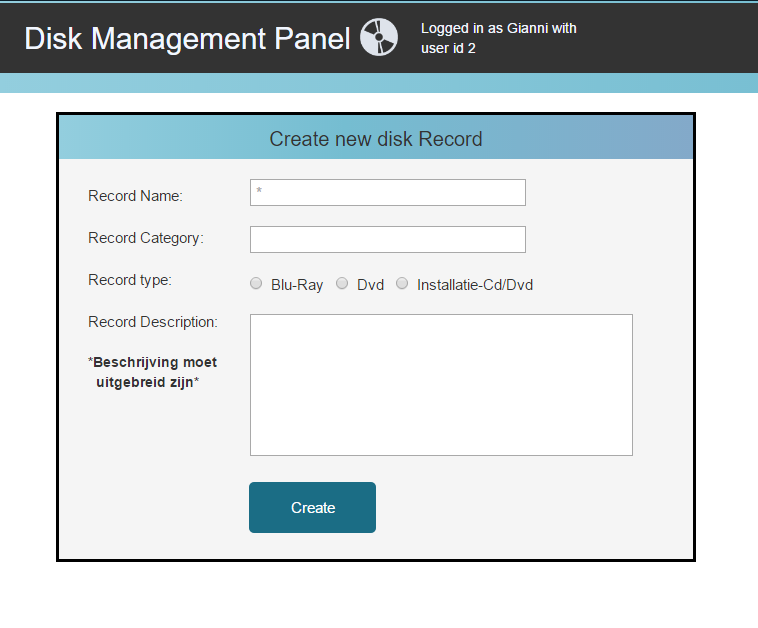 Disk Management Panel
Logged in as Gianni with
user id 2
Create new disk Record
Record Name:
*
Record Category:
Record type:
Blu-Ray Dvd Installatie-Cd/Dvd
Record Description:
*Beschrijving moet
uitgebreid zijn*
Create